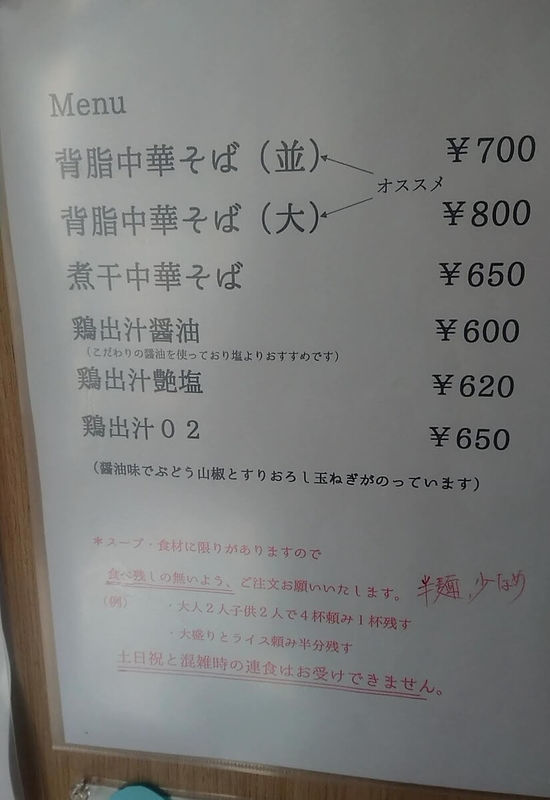 Menu
背脂中華そば（並） ￥700
オススメ
背脂中華そば（大） ￥800
煮干中華そば ￥650
鶏出汁醤油 ￥600
（こだわりの醤油を使っており塩よりおすすめです）
鶏出汁艶塩 ￥620
鶏出汁０２ ￥650
（醤油味でぶどう山椒とすりおろし玉ねぎがのっています）
＊スープ・食材に限りがありますので
食べ残しの無いよう、ご注文お願いいたします。 半麺、少なめ
（例） ・大人２人子供２人で４杯頼み１杯残す
・大盛りとライス頼み半分残す
土日祝と混雑時の連食はお受けできません。